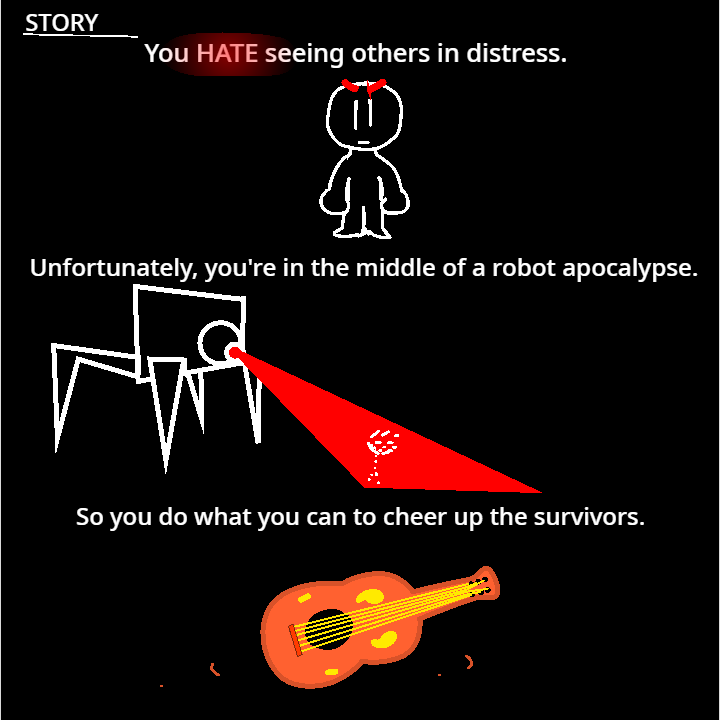 STORY
You HATE seeing others in distress.
Unfortunately, you're in the middle of a robot apocalypse.
So you do what you can to cheer up the survivors.